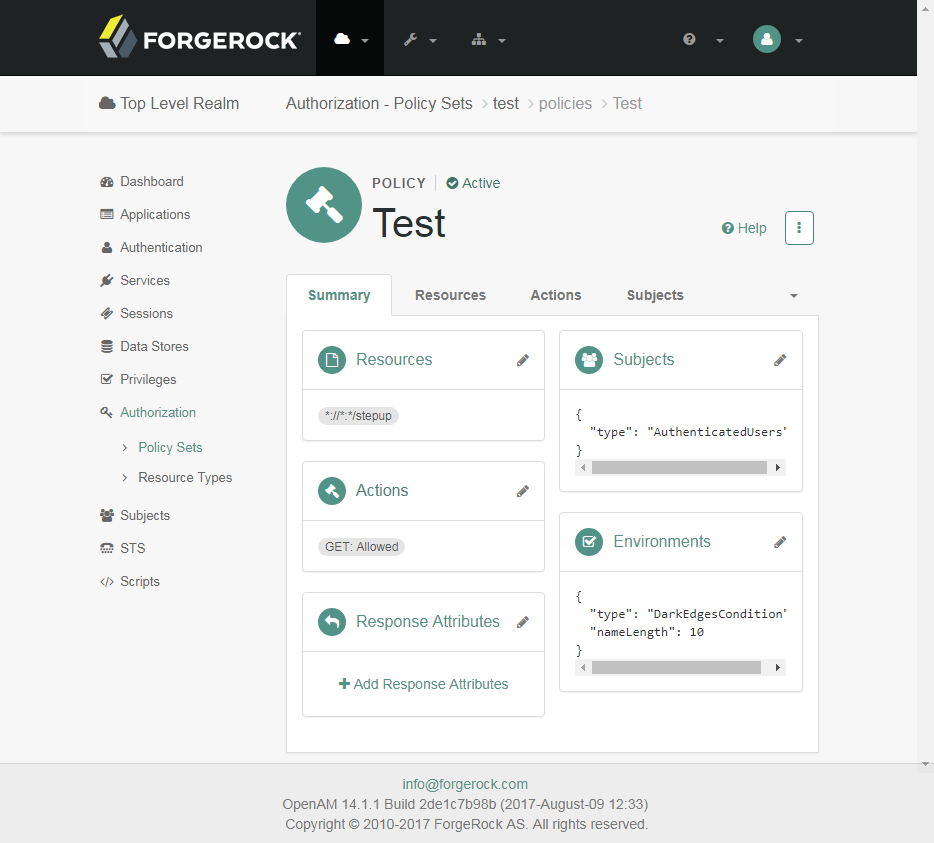 FORGEROCK
Top Level Realm
Authorization - Policy Sets > test > policies > Test
Dashboard
Applications
Authentication
Services
Sessions
Data Stores
Privileges
Authorization
Policy Sets
Resource Types
Subjects
STS
Scripts
POLICY
Active
Test
Help
Summary
Resources
Actions
Subjects
Resources
*://*:*/stepup
Actions
GET: Allowed
Response Attributes
+ Add Response Attributes
Subjects
{
"type": "AuthenticatedUsers"
}
Environments
{
"type": "DarkEdgesCondition"
"nameLength": 10
}
info@forgerock.com
OpenAM 14.1.1 Build 2de1c7b98b (2017-August-09 12:33)
Copyright © 2010-2017 ForgeRock AS. All rights reserved.